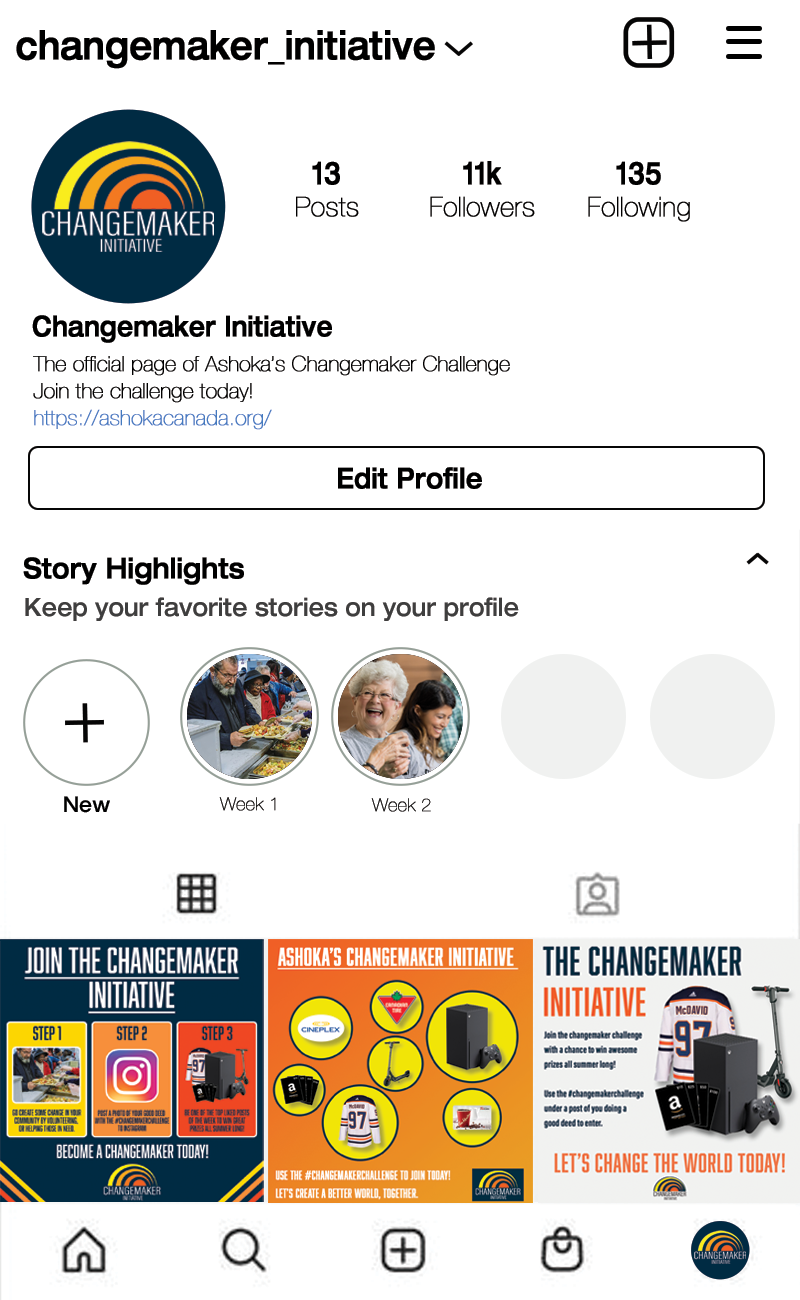 changemaker_initiative
CHANGEMAKER
INITIATIVE
13
Posts
11k
Followers
135
Following
Changemaker Initiative
The official page of Ashoka's Changemaker Challenge
Join the challenge today!
https://ashokacanada.org/
Edit Profile
Story Highlights
Keep your favorite stories on your profile
New
Week 1
Week 2
JOIN THE CHANGEMAKER
INITIATIVE
STEP 1
GO CREATE SOME CHANGE IN YOUR
COMMUNITY BY VOLUNTEERING,
OR HELPING THOSE IN NEED.
STEP 2
POST A PHOTO OF YOUR GOOD DEED
WITH THE #CHANGEMAKERCHALLENGE
TO INSTAGRAM
STEP 3
97
BE ONE OF THE TOP LIKED POSTS
OF THE WEEK TO WIN GREAT
PRIZES ALL SUMMER LONG!
BECOME A CHANGEMAKER TODAY!
CHANGEMAKER
INITIATIVE
ASHOKA'S CHANGEMAKER INITIATIVE
CINEPLEX
CANADIAN
TIRE
a
97
USE THE #CHANGEMAKERCHALLENGE TO JOIN TODAY!
LET'S CREATE A BETTER WORLD, TOGETHER.
CHANGEMAKER
INITIATIVE
THE CHANGEMAKER
INITIATIVE
Join the changemaker challenge
with a chance to win awesome
prizes all summer long!
Use the #changemakerchallenge
under a post of you doing a
good deed to enter.
McDAVID
97
a
LET'S CHANGE THE WORLD TODAY!
CHANGEMAKER
INITIATIVE
CHANGEMAKER
INITIATIVE